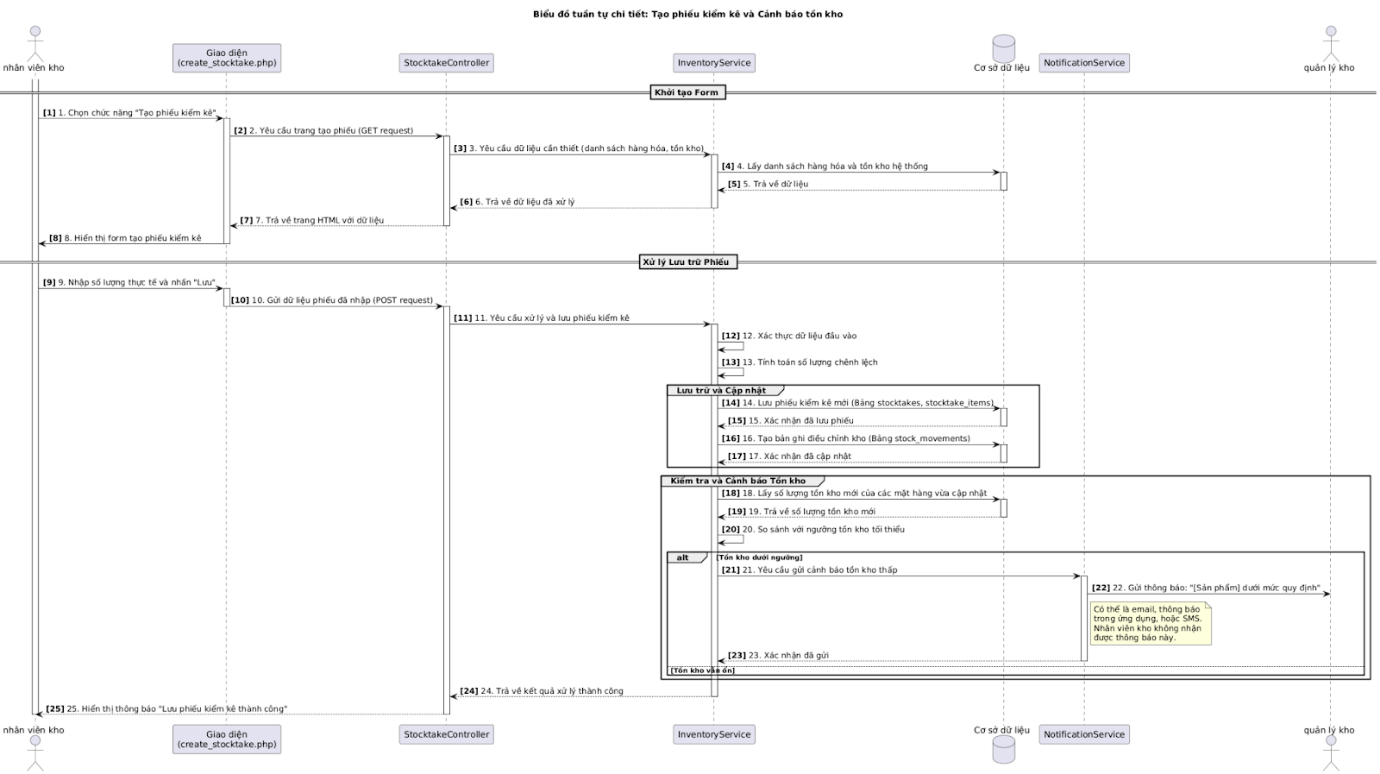 Biểu đồ tuần tự chi tiết: Tạo phiếu kiểm kê và Cảnh báo tồn kho
nhân viên kho
Giao diện
(create_stocktake.php)
StocktakeController
InventoryService
Cơ sở dữ liệu
NotificationService
quản lý kho
Khởi tạo Form
[1] 1. Chọn chức năng "Tạo phiếu kiểm kê"
[2] 2. Yêu cầu trang tạo phiếu (GET request)
[3] 3. Yêu cầu dữ liệu cần thiết (danh sách hàng hóa, tồn kho)
[4] 4. Lấy danh sách hàng hóa và tồn kho hệ thống
[5] 5. Trả về dữ liệu
[6] 6. Trả về dữ liệu đã xử lý
[7] 7. Trả về trang HTML với dữ liệu
[8] 8. Hiển thị form tạo phiếu kiểm kê
Xử lý Lưu trữ Phiếu
[9] 9. Nhập số lượng thực tế và nhấn "Lưu"
[10] 10. Gửi dữ liệu phiếu đã nhập (POST request)
[11] 11. Yêu cầu xử lý và lưu phiếu kiểm kê
[12] 12. Xác thực dữ liệu đầu vào
[13] 13. Tính toán số lượng chênh lệch
Lưu trữ và Cập nhật
[14] 14. Lưu phiếu kiểm kê mới (Bảng stocktakes, stocktake_items)
[15] 15. Xác nhận đã lưu phiếu
[16] 16. Tạo bản ghi điều chỉnh kho (Bảng stock_movements)
[17] 17. Xác nhận đã cập nhật
Kiểm tra và Cảnh báo Tồn kho
[18] 18. Lấy số lượng tồn kho mới của các mặt hàng vừa cập nhật
[19] 19. Trả về số lượng tồn kho mới
[20] 20. So sánh với ngưỡng tồn kho tối thiểu
alt
[Tồn kho dưới ngưỡng]
[21] 21. Yêu cầu gửi cảnh báo tồn kho thấp
[22] 22. Gửi thông báo: "[Sản phẩm] dưới mức quy định"
Có thể là email, thông báo
trong ứng dụng, hoặc SMS.
Nhân viên kho không nhận
được thông báo này.
[23] 23. Xác nhận đã gửi
[Tồn kho vẫn ổn]
[24] 24. Trả về kết quả xử lý thành công
[25] 25. Hiển thị thông báo "Lưu phiếu kiểm kê thành công"
nhân viên kho
Giao diện
(create_stocktake.php)
StocktakeController
InventoryService
Cơ sở dữ liệu
NotificationService
quản lý kho